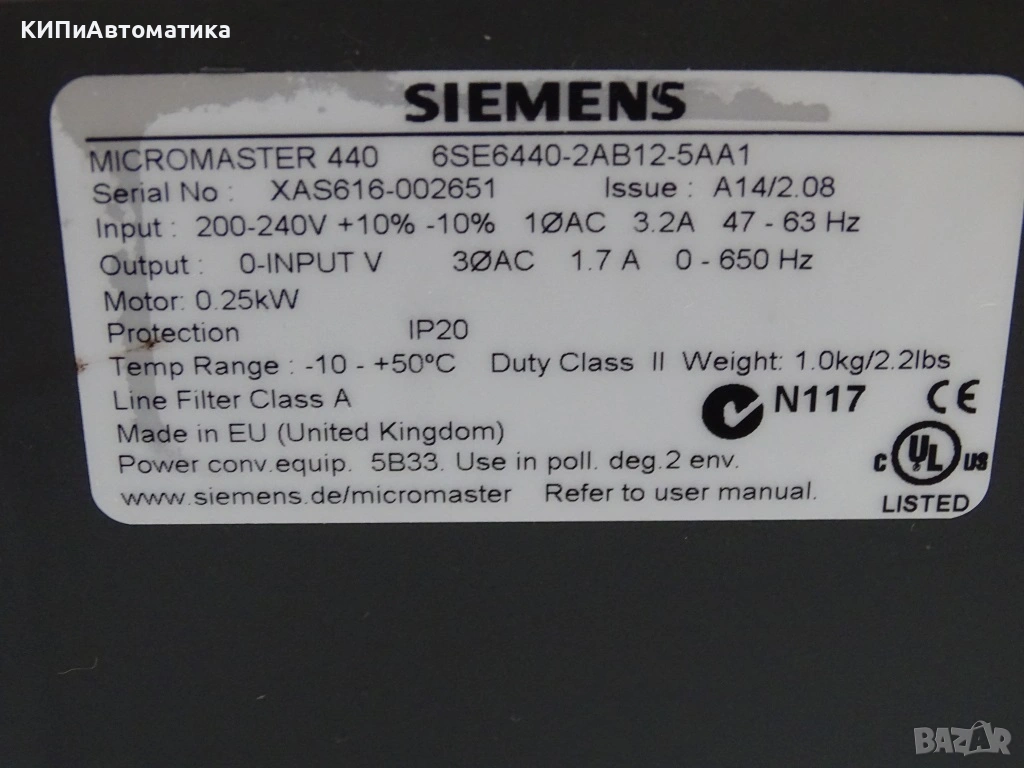 КИПиАвтоматика
SIEMENS
MICROMASTER 440 6SE6440-2AB12-5AA1
Serial No : XAS616-002651 Issue : A14/2.08
Input : 200-240V +10% -10% 1ØAC 3.2A 47 - 63 Hz
Output : 0-INPUT V 3ØAC 1.7 A 0 - 650 Hz
Motor: 0.25kW
Protection IP20
Temp Range : -10 - +50ºC Duty Class II Weight: 1.0kg/2.2lbs
Line Filter Class A N117 CE
Made in EU (United Kingdom)
Power conv.equip. 5B33. Use in poll. deg.2 env. C UL US
www.siemens.de/micromaster Refer to user manual. LISTED
BAZAR